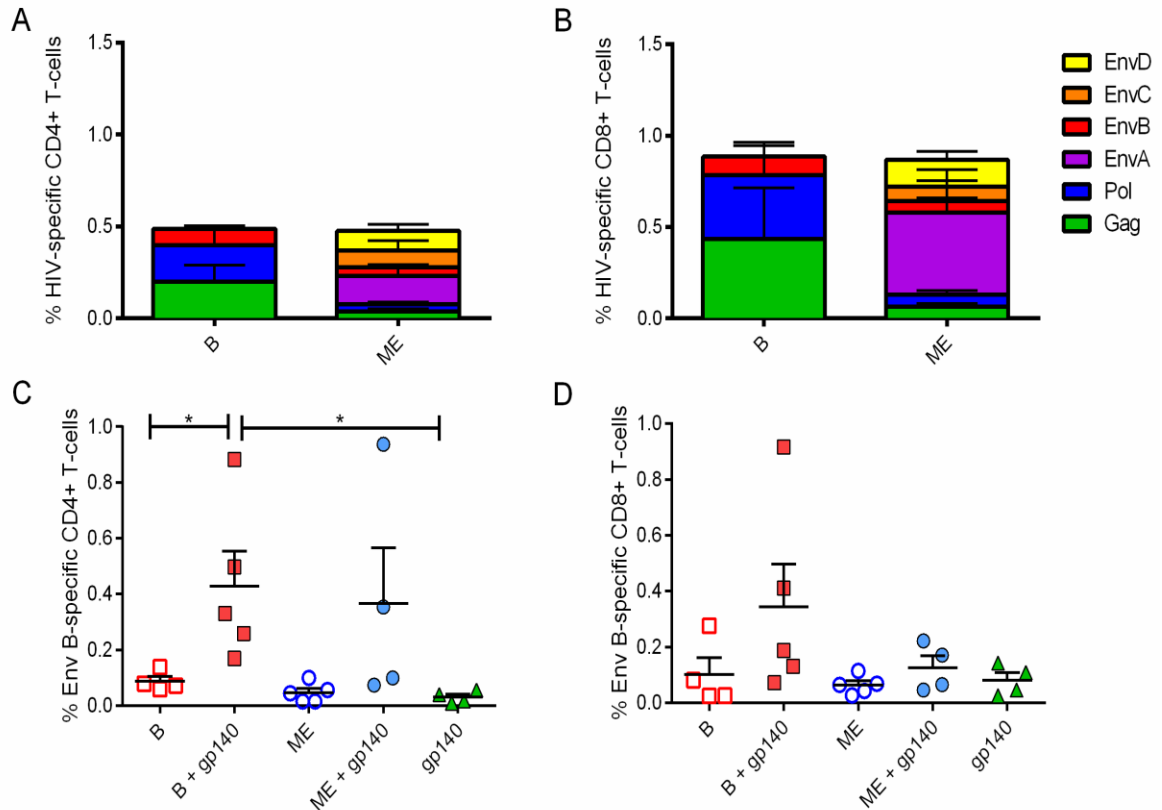 A
% HIV-specific CD4+ T-cells
1.5
1.0
0.5
0.0
B
ME
B
% HIV-specific CD8+ T-cells
1.5
1.0
0.5
0.0
B
ME
EnvD
EnvC
EnvB
EnvA
Pol
Gag
C
% Env B-specific CD4+ T-cells
1.0
0.8
0.6
0.4
0.2
0.0
*
*
B
B + gp140
ME
ME + gp140
gp140
D
% Env B-specific CD8+ T-cells
1.0
0.8
0.6
0.4
0.2
0.0
B
B + gp140
ME
ME + gp140
gp140